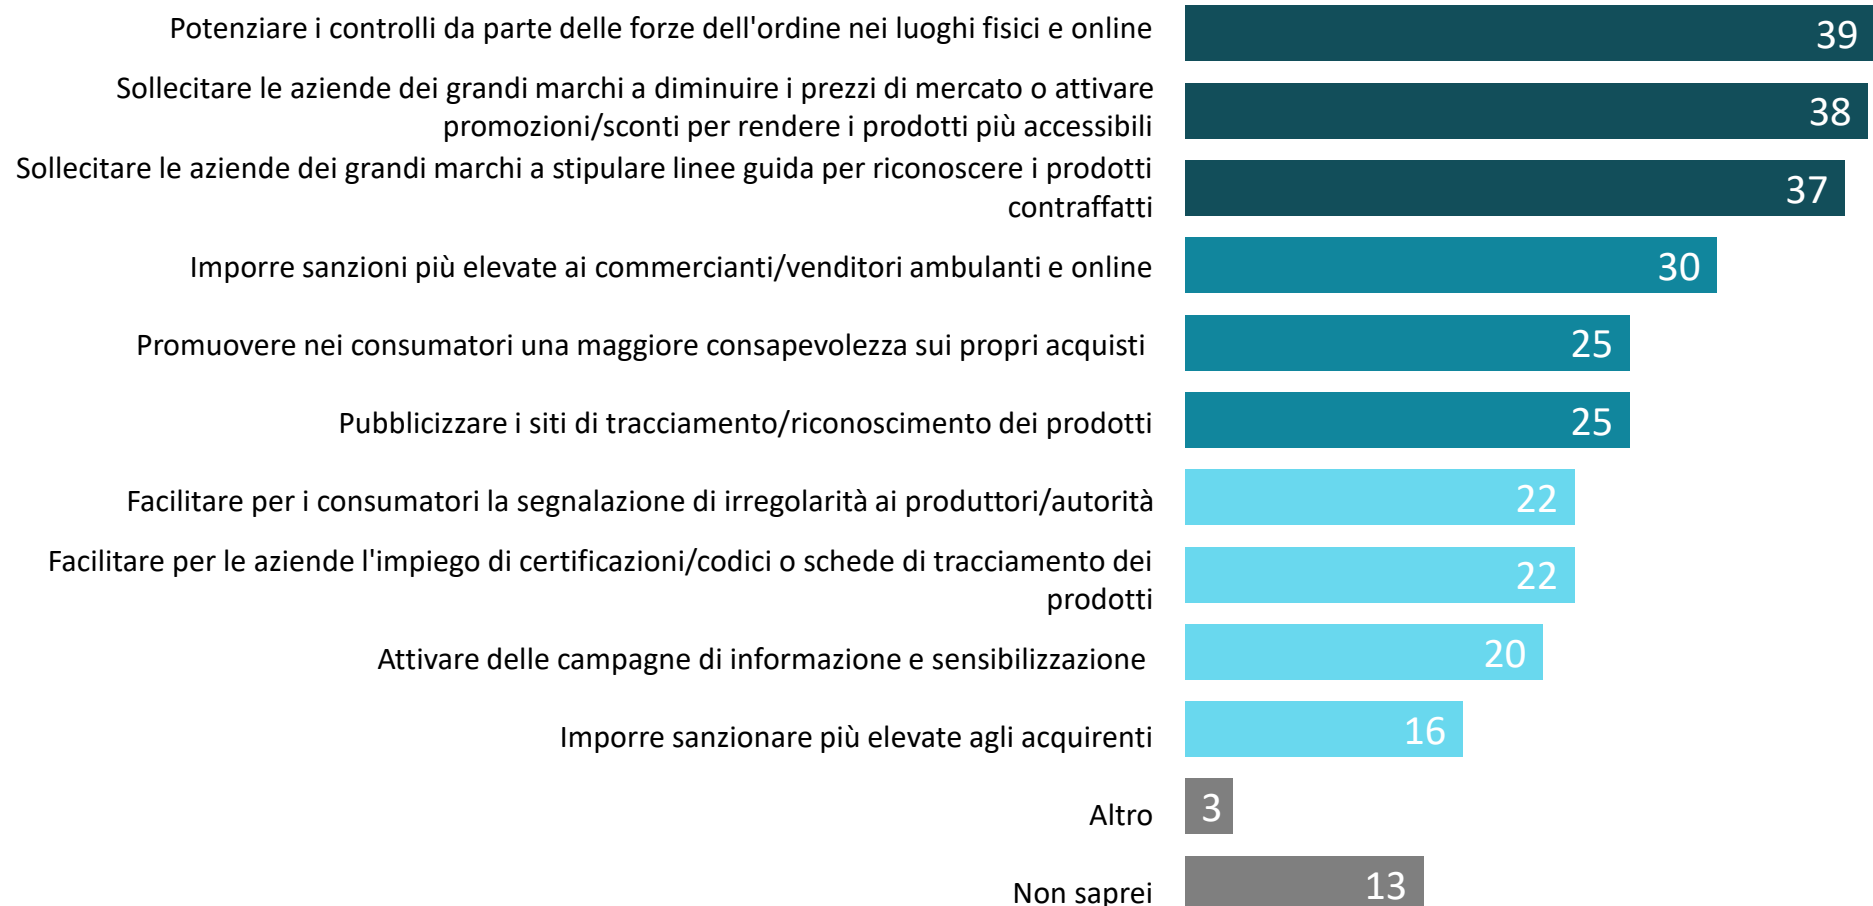 Potenziare i controlli da parte delle forze dell'ordine nei luoghi fisici e online
39
Sollecitare le aziende dei grandi marchi a diminuire i prezzi di mercato o attivare
promozioni/sconti per rendere i prodotti più accessibili
38
Sollecitare le aziende dei grandi marchi a stipulare linee guida per riconoscere i prodotti
contraffatti
37
Imporre sanzioni più elevate ai commercianti/venditori ambulanti e online
30
Promuovere nei consumatori una maggiore consapevolezza sui propri acquisti
25
Pubblicizzare i siti di tracciamento/riconoscimento dei prodotti
25
Facilitare per i consumatori la segnalazione di irregolarità ai produttori/autorità
22
Facilitare per le aziende l'impiego di certificazioni/codici o schede di tracciamento dei
prodotti
22
Attivare delle campagne di informazione e sensibilizzazione
20
Imporre sanzionare più elevate agli acquirenti
16
Altro
3
Non saprei
13